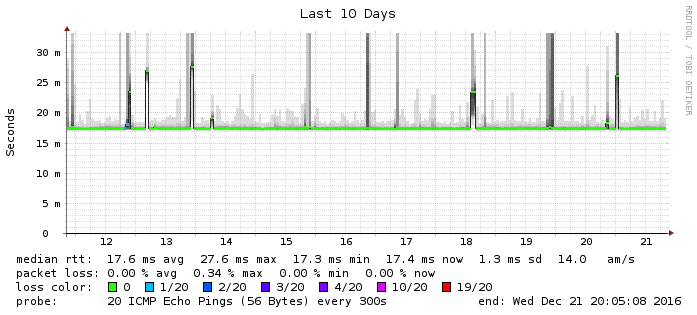 Last 10 Days
RRDTOOL / TOBI OETIKER
Seconds
30 m
25 m
20 m
15 m
10 m
5 m
0
12 13 14 15 16 17 18 19 20 21
median rtt: 17.6 ms avg 27.6 ms max 17.3 ms min 17.4 ms now 1.3 ms sd 14.0 am/s
packet loss: 0.00 % avg 0.34 % max 0.00 % min 0.00 % now
loss color: 0 1/20 2/20 3/20 4/20 10/20 19/20
probe: 20 ICMP Echo Pings (56 Bytes) every 300s end: Wed Dec 21 20:05:08 2016